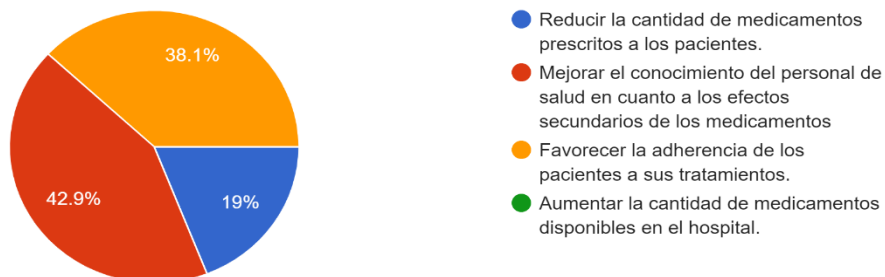 38.1%
42.9%
19%
Reducir la cantidad de medicamentos
prescritos a los pacientes.
Mejorar el conocimiento del personal de
salud en cuanto a los efectos
secundarios de los medicamentos
Favorecer la adherencia de los
pacientes a sus tratamientos.
Aumentar la cantidad de medicamentos
disponibles en el hospital.